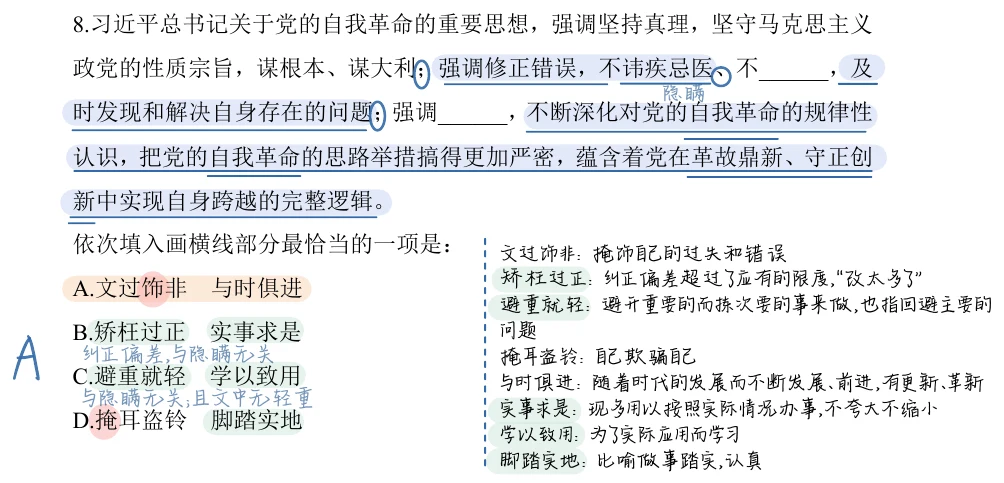 8.习近平总书记关于党的自我革命的重要思想，强调坚持真理，坚守马克思主义
政党的性质宗旨，谋根本、谋大利；强调修正错误，不讳疾忌医、不______，及
隐瞒
时发现和解决自身存在的问题；强调______，不断深化对党的自我革命的规律性
认识，把党的自我革命的思路举措搞得更加严密，蕴含着党在革故鼎新、守正创
新中实现自身跨越的完整逻辑。
依次填入画横线部分最恰当的一项是：
A.文过饰非 与时俱进
B.矫枉过正 实事求是
纠正偏差,与隐瞒无关
C.避重就轻 学以致用
与隐瞒无关;且文中无轻重
D.掩耳盗铃 脚踏实地
A
文过饰非：掩饰自己的过失和错误
矫枉过正：纠正偏差超过了应有的限度,“改太多了”
避重就轻：避开重要的而拣次要的事来做,也指回避主要的
问题
掩耳盗铃：自己欺骗自己
与时俱进：随着时代的发展而不断发展、前进,有更新、革新
实事求是：现多用以按照实际情况办事,不夸大不缩小
学以致用：为了实际应用而学习
脚踏实地：比喻做事踏实,认真